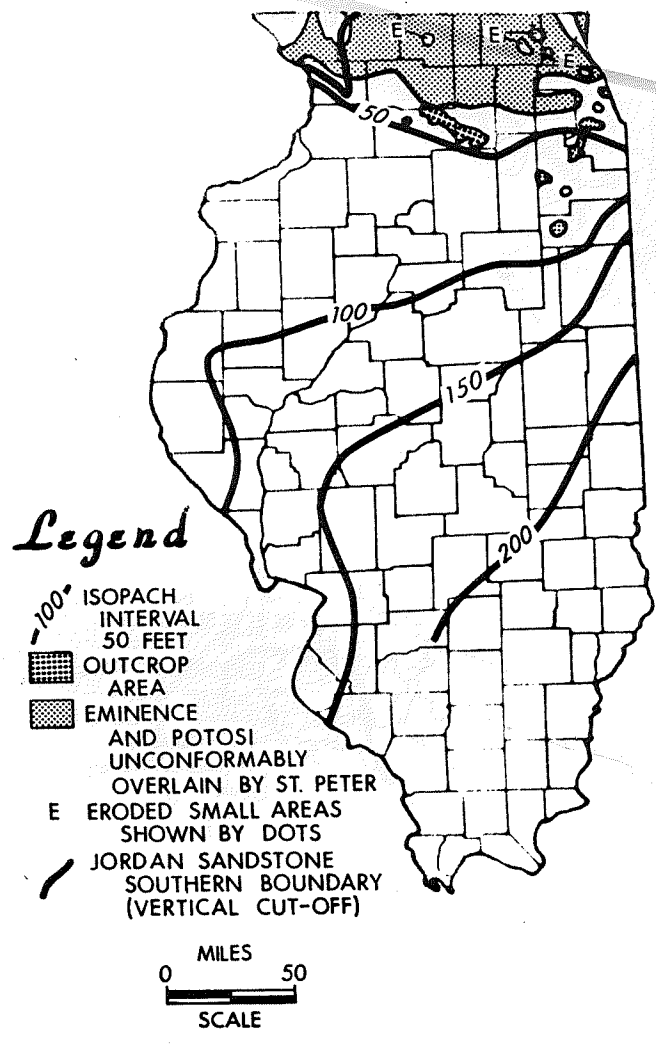 E
E
E
50
100
150
200
Legend
-100-
ISOPACH
INTERVAL
50 FEET
OUTCROP
AREA
EMINENCE
AND POTOSI
UNCONFORMABLY
OVERLAIN BY ST. PETER
E ERODED SMALL AREAS
SHOWN BY DOTS
JORDAN SANDSTONE
SOUTHERN BOUNDARY
(VERTICAL CUT-OFF)
MILES
0 50
SCALE